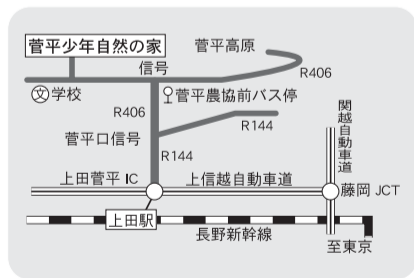 菅平少年自然の家
菅平高原
信号
R406
文 学校
菅平農協前バス停
R406
R144
菅平口信号
R144
関越自動車道
上田菅平 IC
上信越自動車道
藤岡 JCT
上田駅
長野新幹線
至東京